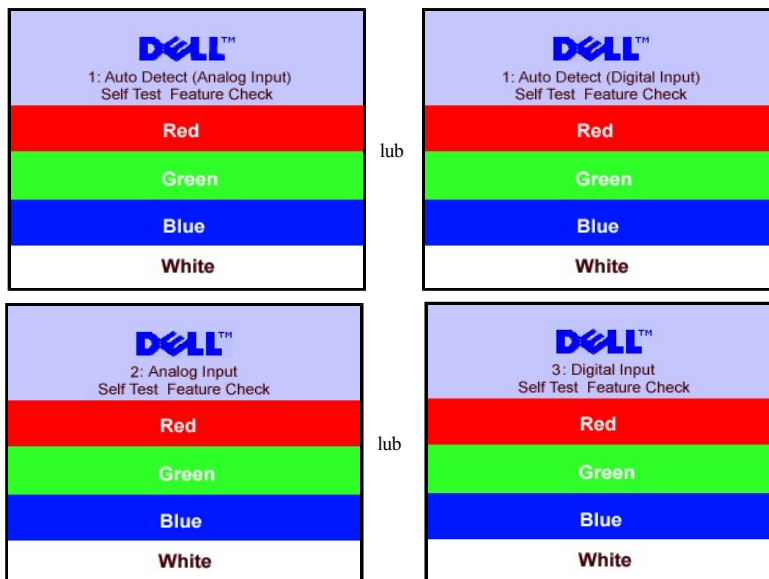 DELL™
1: Auto Detect (Analog Input)
Self Test Feature Check
Red
Green
Blue
White
lub
DELL™
1: Auto Detect (Digital Input)
Self Test Feature Check
Red
Green
Blue
White
DELL™
2: Analog Input
Self Test Feature Check
Red
Green
Blue
White
lub
DELL™
3: Digital Input
Self Test Feature Check
Red
Green
Blue
White